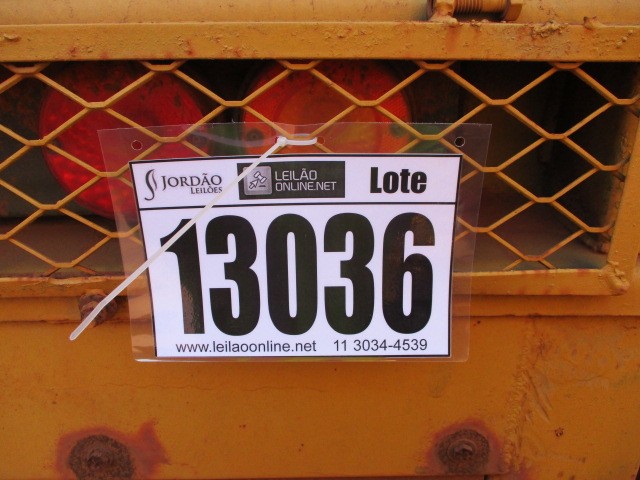 JORDÃO
LEILÕES
LEILÃO
ONLINE.NET
Lote
13036
www.leilaoonline.net 11 3034-4539